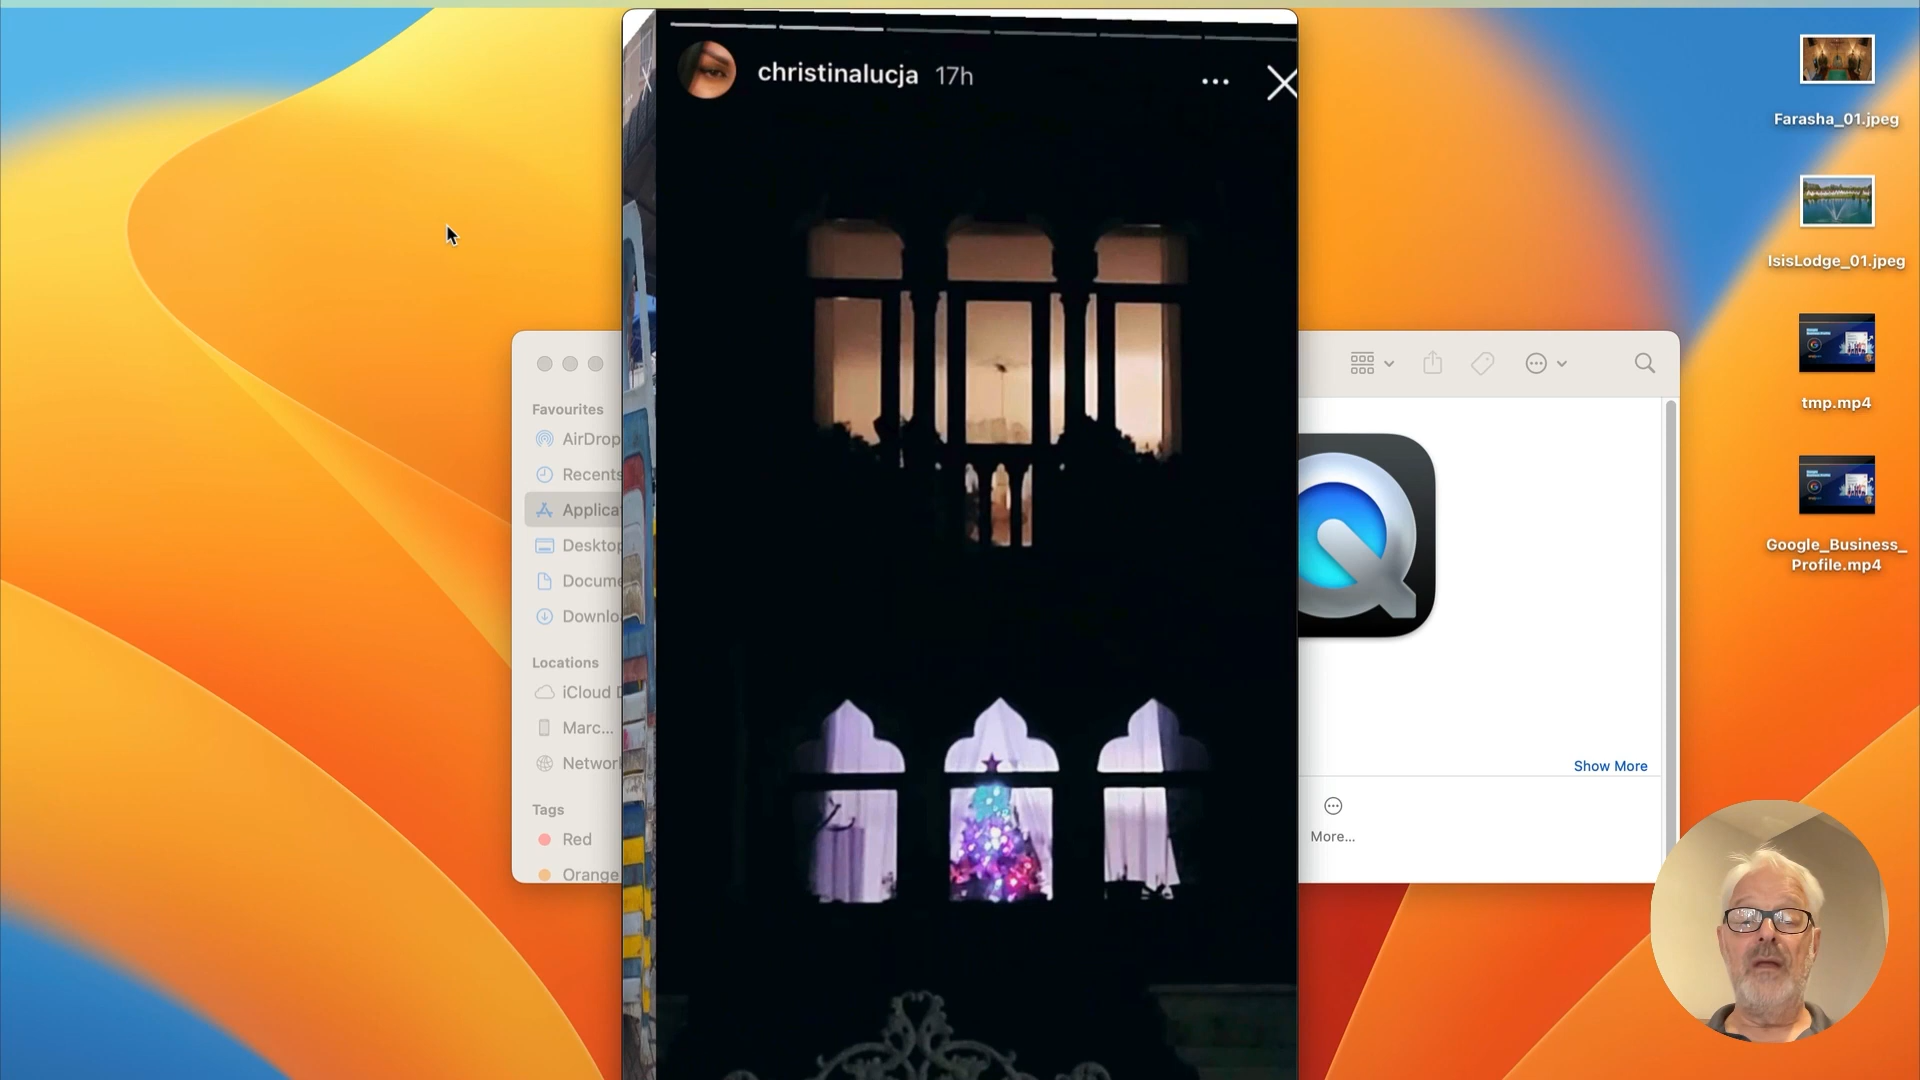 christinalucja 17h
Favourites
AirDrop
Recents
Applica
Desktop
Docume
Downlo
Locations
iCloud D
Marc...
Networ
Tags
Red
Orange
Show More
More...
Farasha_01.jpeg
IsisLodge_01.jpeg
tmp.mp4
Google_Business_
Profile.mp4